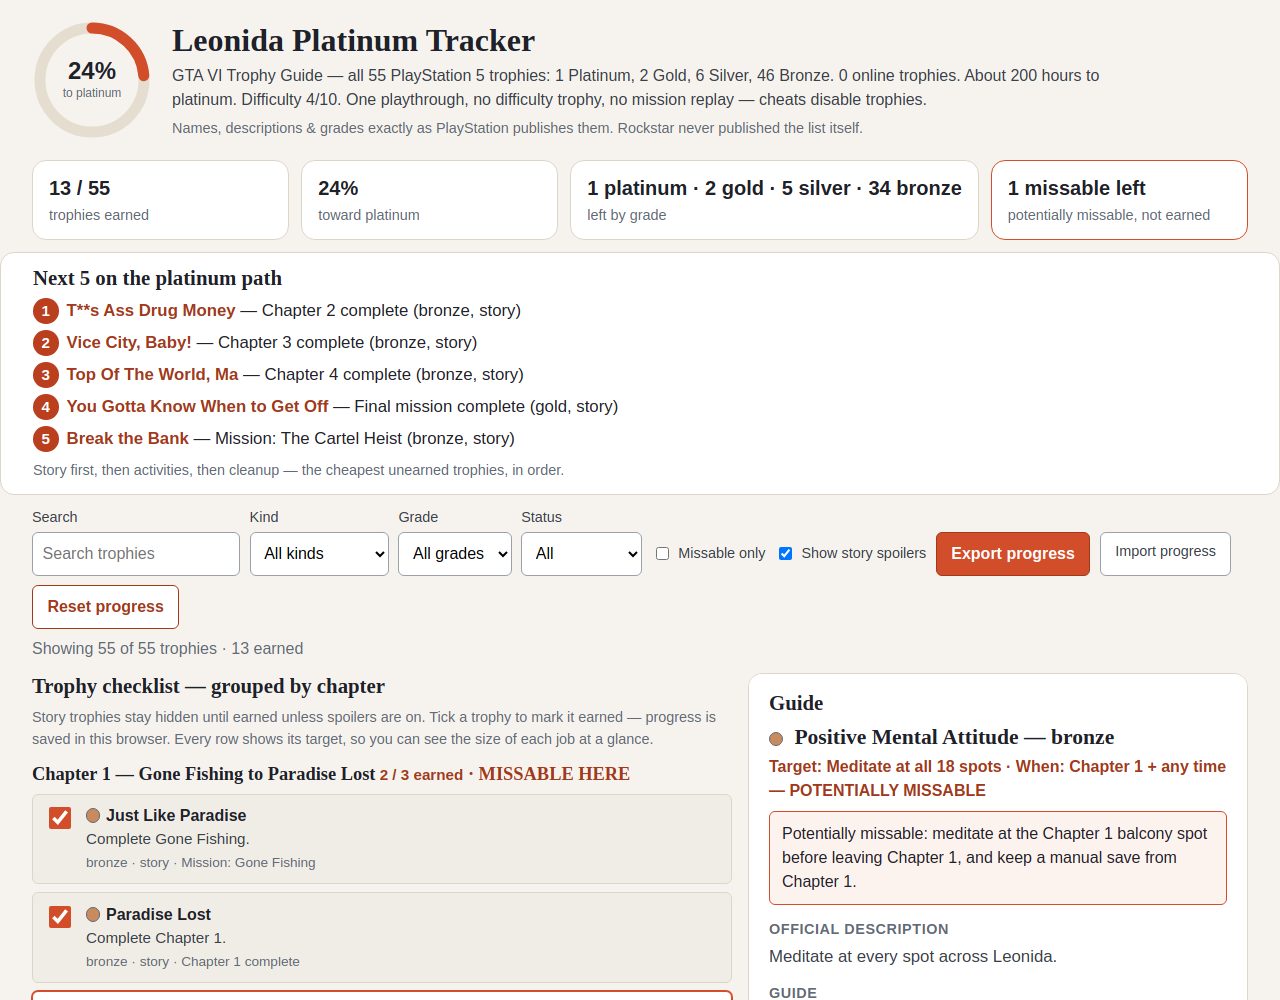 24%
to platinum
Leonida Platinum Tracker
GTA VI Trophy Guide — all 55 PlayStation 5 trophies: 1 Platinum, 2 Gold, 6 Silver, 46 Bronze. 0 online trophies. About 200 hours to
platinum. Difficulty 4/10. One playthrough, no difficulty trophy, no mission replay — cheats disable trophies.
Names, descriptions & grades exactly as PlayStation publishes them. Rockstar never published the list itself.
13 / 55
trophies earned
24%
toward platinum
1 platinum · 2 gold · 5 silver · 34 bronze
left by grade
1 missable left
potentially missable, not earned
Next 5 on the platinum path
1 T**s Ass Drug Money — Chapter 2 complete (bronze, story)
2 Vice City, Baby! — Chapter 3 complete (bronze, story)
3 Top Of The World, Ma — Chapter 4 complete (bronze, story)
4 You Gotta Know When to Get Off — Final mission complete (gold, story)
5 Break the Bank — Mission: The Cartel Heist (bronze, story)
Story first, then activities, then cleanup — the cheapest unearned trophies, in order.
Search Kind Grade Status
Search trophies All kinds All grades All Missable only Show story spoilers Export progress Import progress
Reset progress
Showing 55 of 55 trophies · 13 earned
Trophy checklist — grouped by chapter
Story trophies stay hidden until earned unless spoilers are on. Tick a trophy to mark it earned — progress is
saved in this browser. Every row shows its target, so you can see the size of each job at a glance.
Chapter 1 — Gone Fishing to Paradise Lost 2 / 3 earned · MISSABLE HERE
Just Like Paradise
Complete Gone Fishing.
bronze · story · Mission: Gone Fishing
Paradise Lost
Complete Chapter 1.
bronze · story · Chapter 1 complete
Guide
Positive Mental Attitude — bronze
Target: Meditate at all 18 spots · When: Chapter 1 + any time
— POTENTIALLY MISSABLE
Potentially missable: meditate at the Chapter 1 balcony spot
before leaving Chapter 1, and keep a manual save from
Chapter 1.
OFFICIAL DESCRIPTION
Meditate at every spot across Leonida.
GUIDE